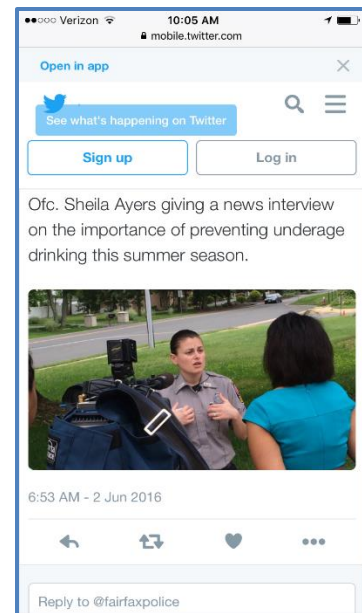 Verizon 10:05 AM
mobile.twitter.com
Open in app
See what's happening on Twitter
Sign up Log in
Ofc. Sheila Ayers giving a news interview
on the importance of preventing underage
drinking this summer season.
6:53 AM - 2 Jun 2016
Reply to @fairfaxpolice